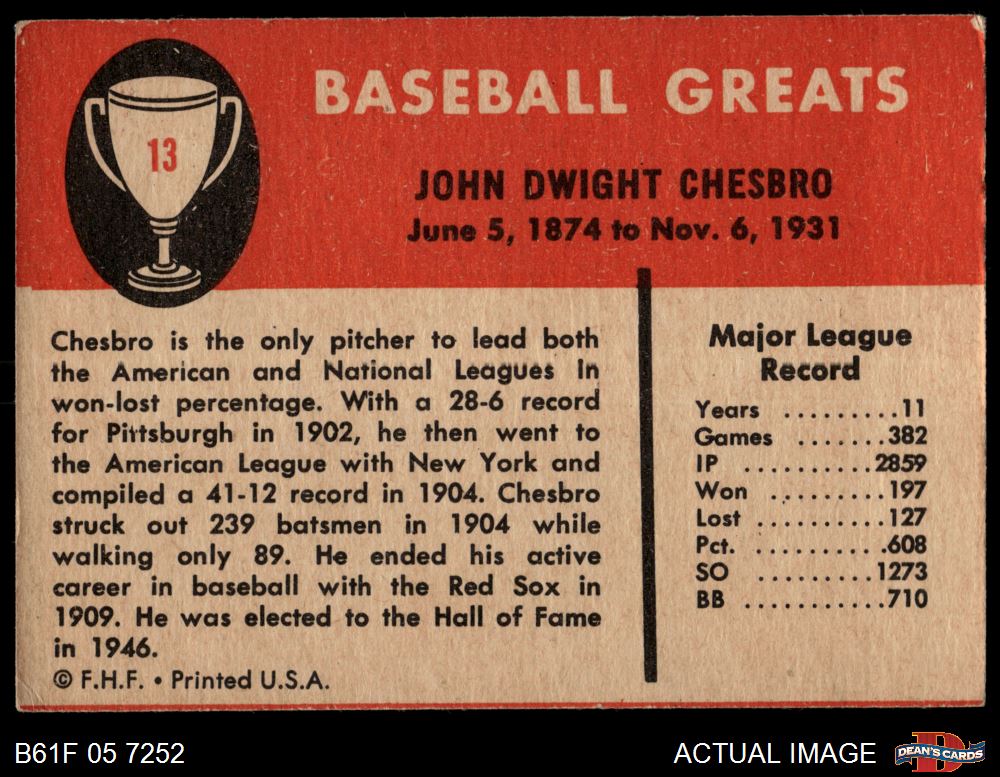 13
BASEBALL GREATS
JOHN DWIGHT CHESBRO
June 5, 1874 to Nov. 6, 1931
Chesbro is the only pitcher to lead both
the American and National Leagues in
won-lost percentage. With a 28-6 record
for Pittsburgh in 1902, he then went to
the American League with New York and
compiled a 41-12 record in 1904. Chesbro
struck out 239 batsmen in 1904 while
walking only 89. He ended his active
career in baseball with the Red Sox in
1909. He was elected to the Hall of Fame
in 1946.
© F.H.F. • Printed U.S.A.
Major League
Record
Years .........11
Games .......382
IP ..........2859
Won .........197
Lost ..........127
Pct. ..........608
SO .........1273
BB ...........710
B61F 05 7252
ACTUAL IMAGE
D
DEAN'S CARDS